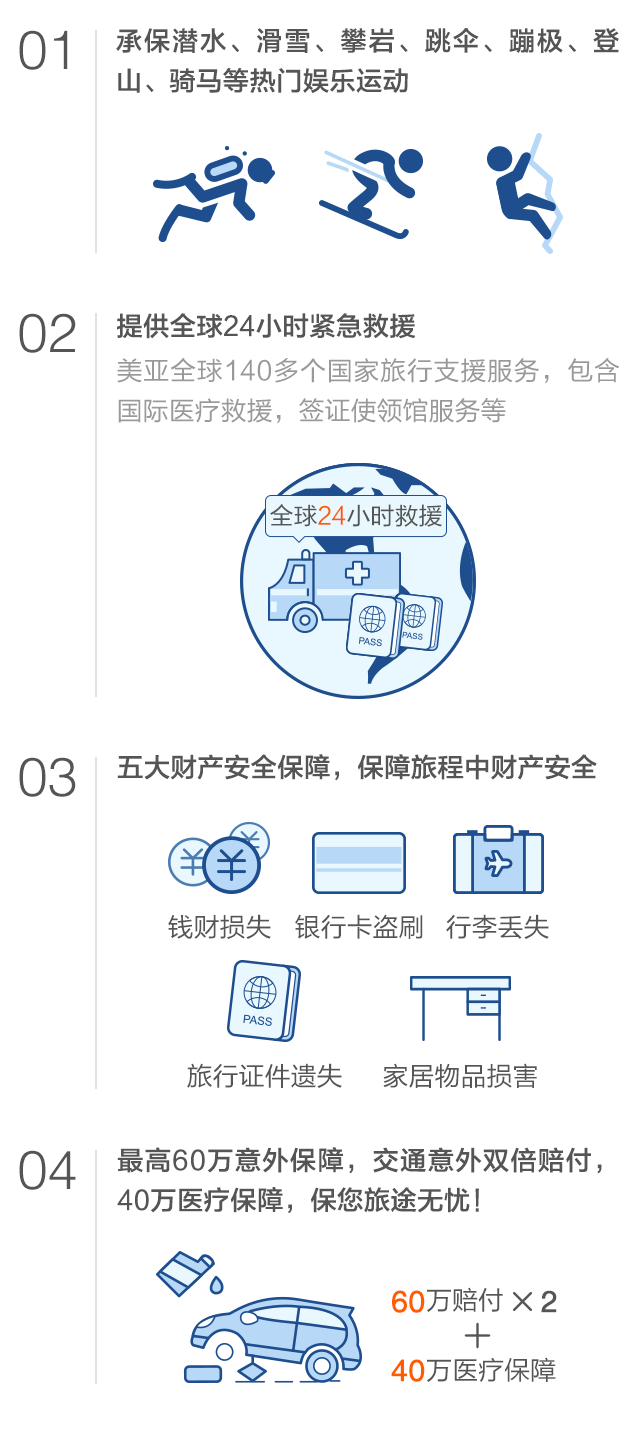 01
承保潜水、滑雪、攀岩、跳伞、蹦极、登
山、骑马等热门娱乐运动
02
提供全球24小时紧急救援
美亚全球140多个国家旅行支援服务，包含
国际医疗救援，签证使领馆服务等
全球24小时救援
PASS
PASS
03
五大财产安全保障，保障旅程中财产安全
钱财损失
银行卡盗刷
行李丢失
PASS
旅行证件遗失
家居物品损害
04
最高60万意外保障，交通意外双倍赔付，
40万医疗保障，保您旅途无忧！
60万赔付 × 2
+
40万医疗保障